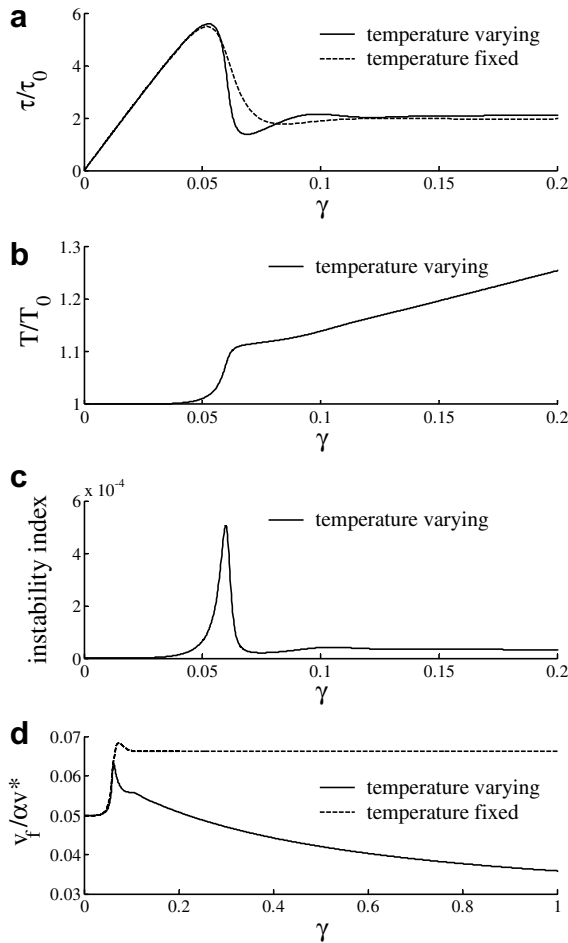 a
6
4
2
0
τ/τ0
temperature varying
temperature fixed
0
0.05
0.1
0.15
0.2
γ
b
1.3
1.2
1.1
1
T/T0
temperature varying
0
0.05
0.1
0.15
0.2
γ
c
x 10-4
6
4
2
0
instability index
temperature varying
0
0.05
0.1
0.15
0.2
γ
d
0.07
0.06
0.05
0.04
0.03
vf/αv*
temperature varying
temperature fixed
0
0.2
0.4
0.6
0.8
1
γ